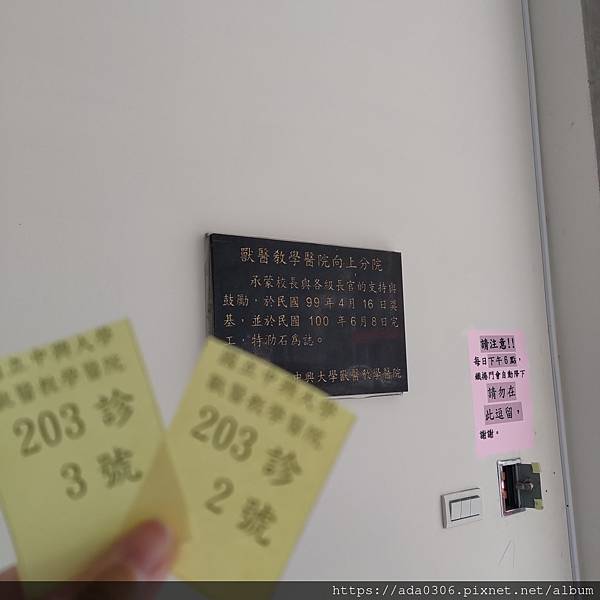 獸醫教學醫院向上分院
承蒙校長與各級長官的支持與
鼓勵，於民國 99 年 4 月 16 日奠
基，並於民國 100 年 6 月 8 日完
工，特勒石為誌。
中興大學獸醫教學醫院
請注意!!
每日下午6點，
鐵捲門會自動降下
請勿在
此逗留，
謝謝。
國立中興大學
獸醫教學醫院
203 診
3 號
國立中興大學
獸醫教學醫院
203 診
2 號
https://ada0306.pixnet.net/album